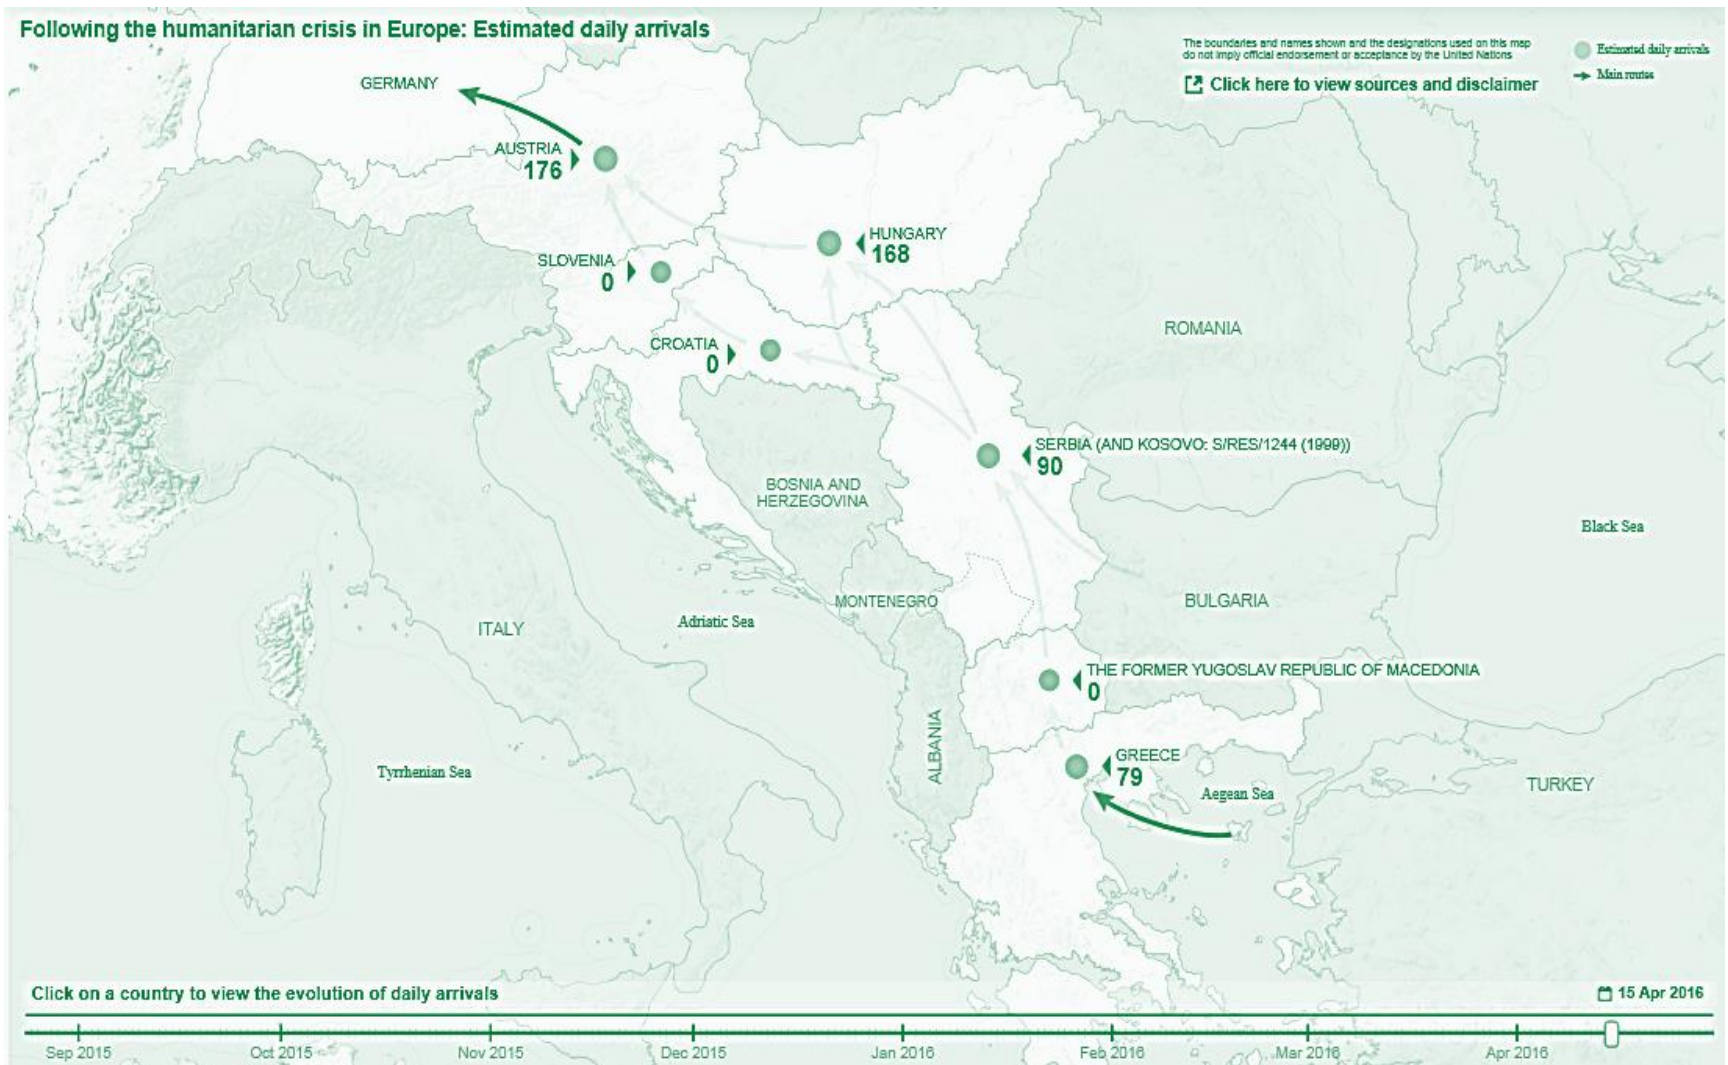 Following the humanitarian crisis in Europe: Estimated daily arrivals
The boundaries and names shown and the designations used on this map
do not imply official endorsement or acceptance by the United Nations
Click here to view sources and disclaimer
Estimated daily arrivals
Main routes
GERMANY
AUSTRIA
176
HUNGARY
168
SLOVENIA
0
CROATIA
0
ROMANIA
SERBIA (AND KOSOVO: S/RES/1244 (1999))
90
BOSNIA AND
HERZEGOVINA
Black Sea
MONTENEGRO
BULGARIA
ITALY
Adriatic Sea
THE FORMER YUGOSLAV REPUBLIC OF MACEDONIA
0
ALBANIA
GREECE
79
Tyrrhenian Sea
Aegean Sea
TURKEY
Click on a country to view the evolution of daily arrivals
15 Apr 2016
Sep 2015
Oct 2015
Nov 2015
Dec 2015
Jan 2016
Feb 2016
Mar 2016
Apr 2016